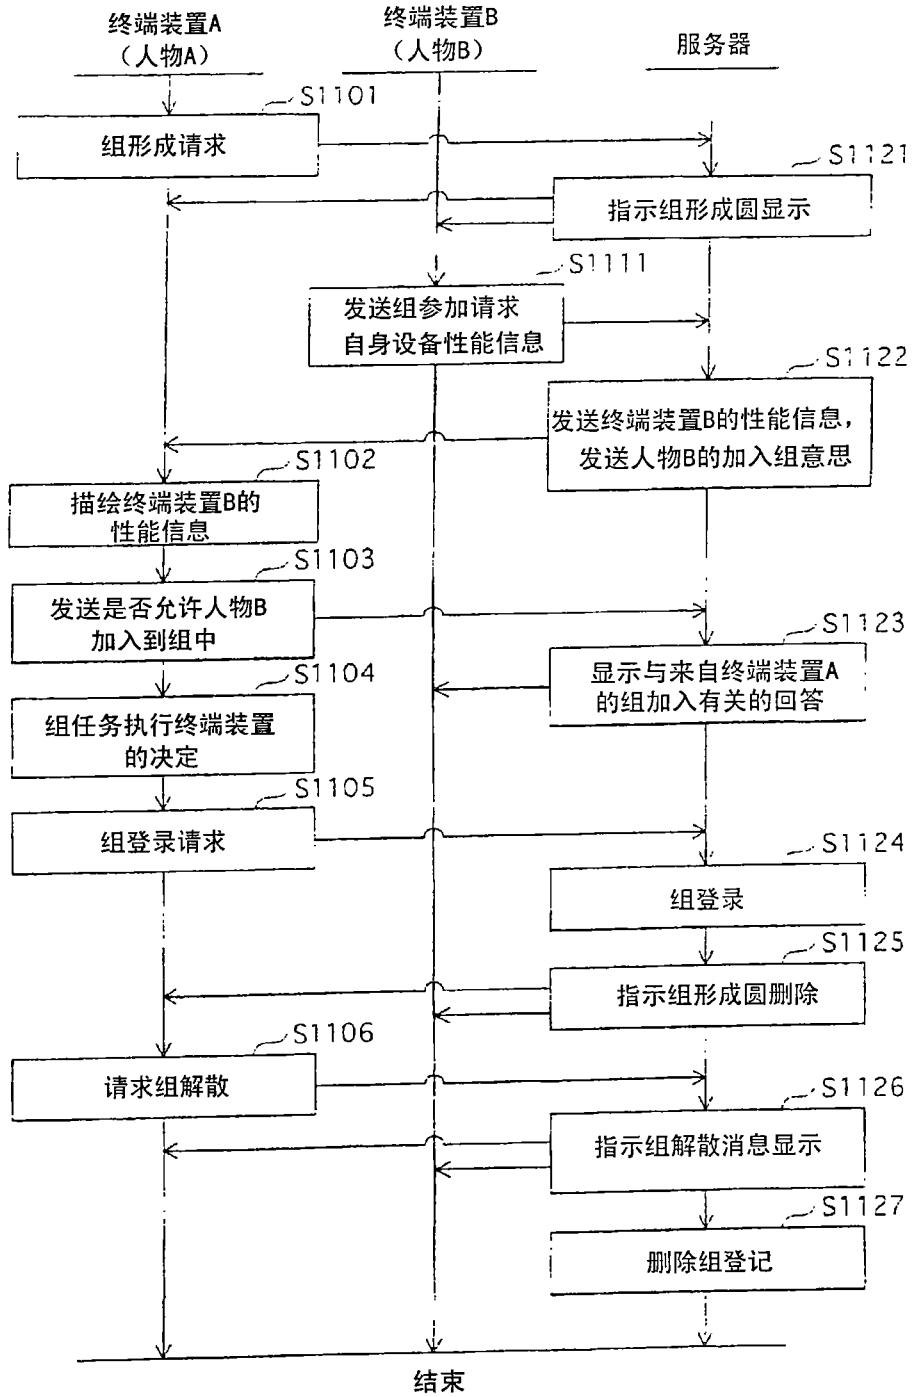 终端装置A
（人物A）
终端装置B
（人物B）
服务器
S1101
组形成请求
S1121
指示组形成圆显示
S1111
发送组参加请求
自身设备性能信息
S1122
发送终端装置B的性能信息，
发送人物B的加入组意思
S1102
描绘终端装置B的
性能信息
S1103
发送是否允许人物B
加入到组中
S1123
显示与来自终端装置A
的组加入有关的回答
S1104
组任务执行终端装置
的决定
S1105
组登录请求
S1124
组登录
S1125
指示组形成圆删除
S1106
请求组解散
S1126
指示组解散消息显示
S1127
删除组登记
结束